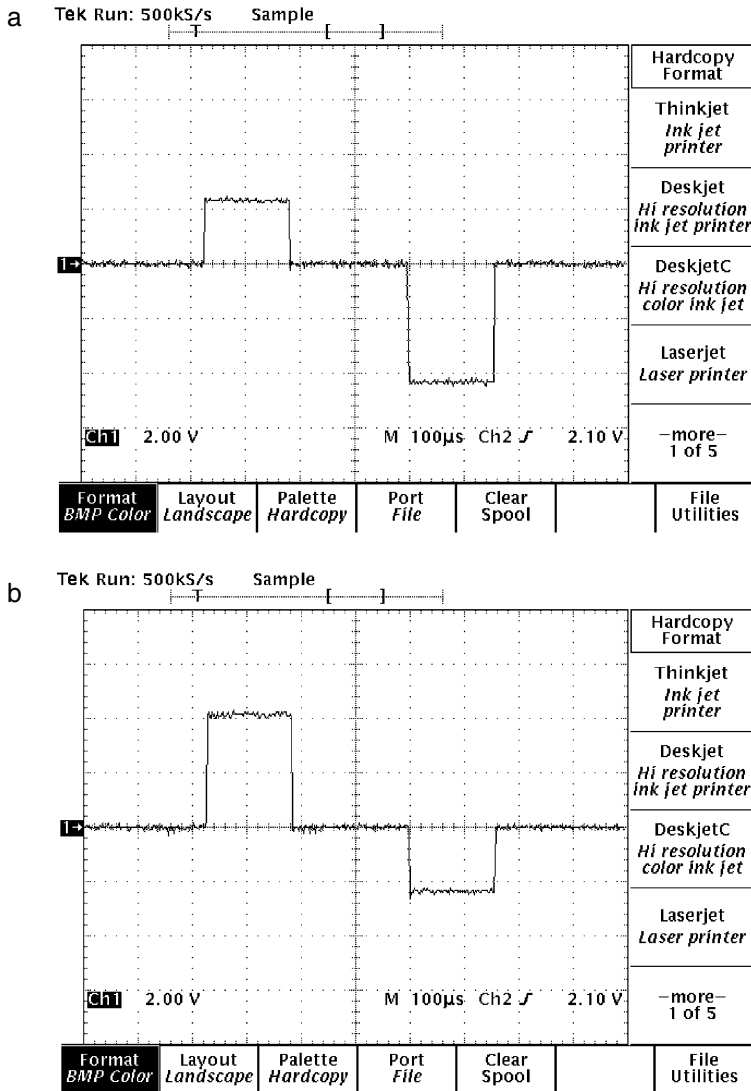 a
Tek Run: 500kS/s Sample
T
Hardcopy
Format
Thinkjet
Ink jet
printer
Deskjet
Hi resolution
ink jet printer
1→
DeskjetC
Hi resolution
color ink jet
Laserjet
Laser printer
Ch1 2.00 V M 100µs Ch2 2.10 V
–more–
1 of 5
Format
BMP Color
Layout
Landscape
Palette
Hardcopy
Port
File
Clear
Spool
File
Utilities
b
Tek Run: 500kS/s Sample
T
Hardcopy
Format
Thinkjet
Ink jet
printer
Deskjet
Hi resolution
ink jet printer
1→
DeskjetC
Hi resolution
color ink jet
Laserjet
Laser printer
Ch1 2.00 V M 100µs Ch2 2.10 V
–more–
1 of 5
Format
BMP Color
Layout
Landscape
Palette
Hardcopy
Port
File
Clear
Spool
File
Utilities